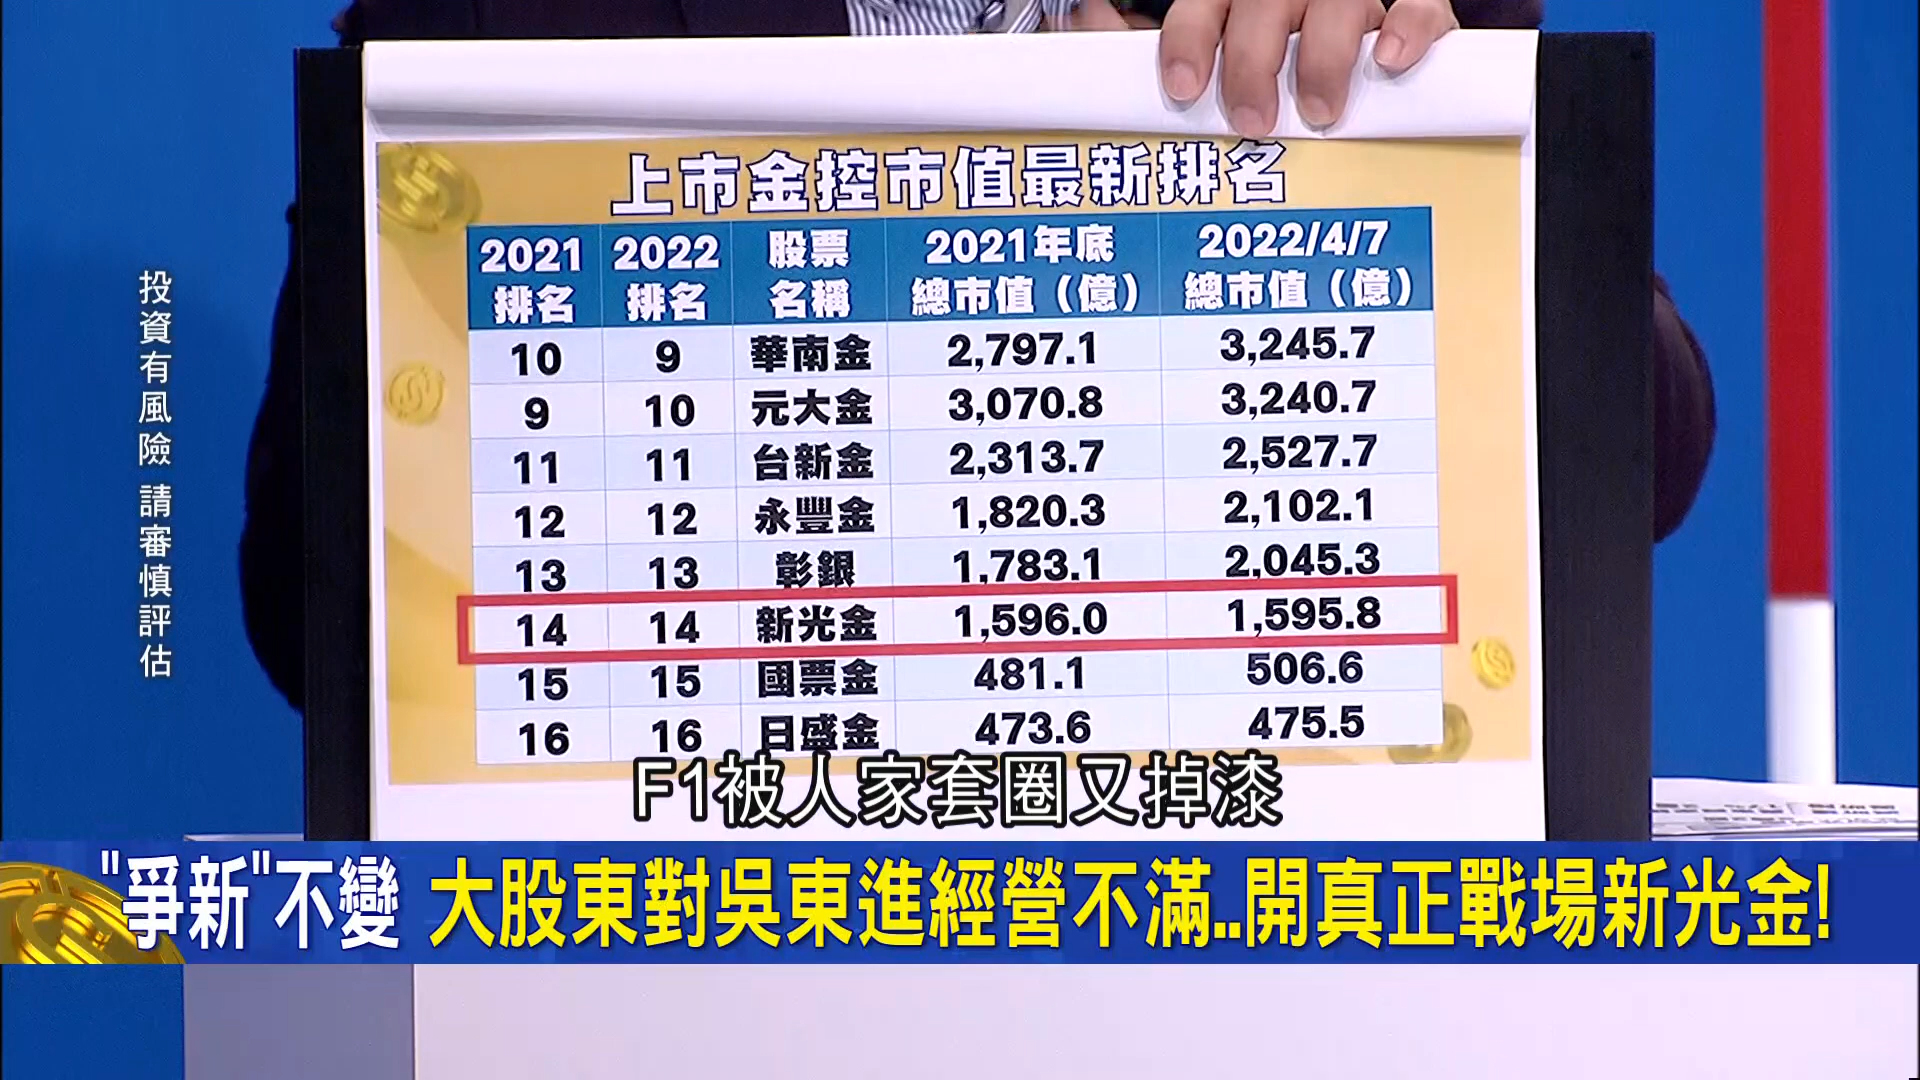 上市金控市值最新排名
2021排名 2022排名 股票名稱 2021年底總市值（億） 2022/4/7總市值（億）
10 9 華南金 2,797.1 3,245.7
9 10 元大金 3,070.8 3,240.7
11 11 台新金 2,313.7 2,527.7
12 12 永豐金 1,820.3 2,102.1
13 13 彰銀 1,783.1 2,045.3
14 14 新光金 1,596.0 1,595.8
15 15 國票金 481.1 506.6
16 16 日盛金 473.6 475.5
投資有風險 請審慎評估
F1被人家套圈又掉漆
"爭新"不變 大股東對吳東進經營不滿..開真正戰場新光金!